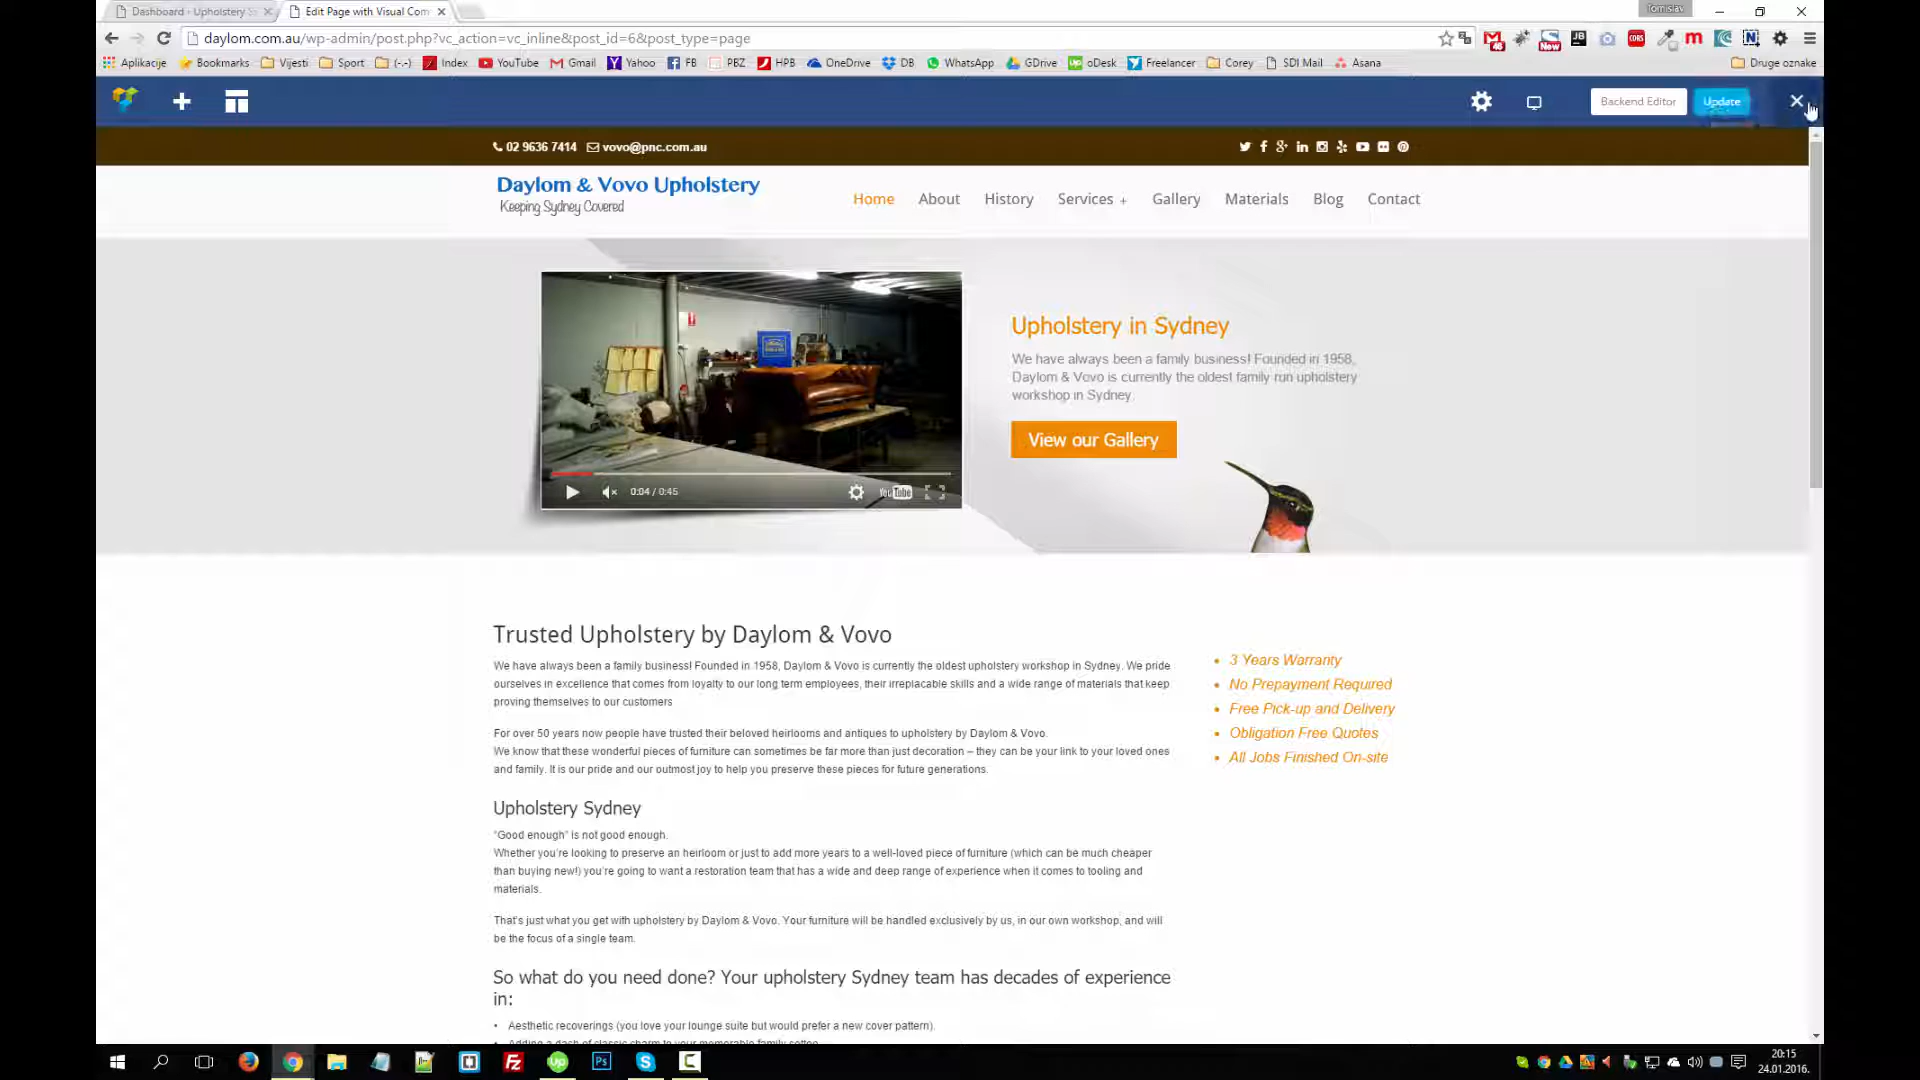 Dashboard ‹ Upholstery S
Edit Page with Visual Com
Tomislav
daylom.com.au/wp-admin/post.php?vc_action=vc_inline&post_id=6&post_type=page
Aplikacije Bookmarks Vijesti Sport (-.-) Index YouTube Gmail Yahoo FB PBZ HPB OneDrive DB WhatsApp GDrive oDesk Freelancer Corey SDI Mail Asana Druge oznake
Backend Editor Update
02 9636 7414 vovo@pnc.com.au
Daylom & Vovo Upholstery
Keeping Sydney Covered
Home About History Services + Gallery Materials Blog Contact
Upholstery in Sydney
We have always been a family business! Founded in 1958,
Daylom & Vovo is currently the oldest family run upholstery
workshop in Sydney.
View our Gallery
0:04 / 0:45
YouTube
Trusted Upholstery by Daylom & Vovo
We have always been a family business! Founded in 1958, Daylom & Vovo is currently the oldest upholstery workshop in Sydney. We pride
ourselves in excellence that comes from loyalty to our long term employees, their irreplacable skills and a wide range of materials that keep
proving themselves to our customers
For over 50 years now people have trusted their beloved heirlooms and antiques to upholstery by Daylom & Vovo.
We know that these wonderful pieces of furniture can sometimes be far more than just decoration – they can be your link to your loved ones
and family. It is our pride and our outmost joy to help you preserve these pieces for future generations.
3 Years Warranty
No Prepayment Required
Free Pick-up and Delivery
Obligation Free Quotes
All Jobs Finished On-site
Upholstery Sydney
“Good enough” is not good enough.
Whether you’re looking to preserve an heirloom or just to add more years to a well-loved piece of furniture (which can be much cheaper
than buying new!) you’re going to want a restoration team that has a wide and deep range of experience when it comes to tooling and
materials.
That’s just what you get with upholstery by Daylom & Vovo. Your furniture will be handled exclusively by us, in our own workshop, and will
be the focus of a single team.
So what do you need done? Your upholstery Sydney team has decades of experience
in:
• Aesthetic recoverings (you love your lounge suite but would prefer a new cover pattern).
20:15
24.01.2016.